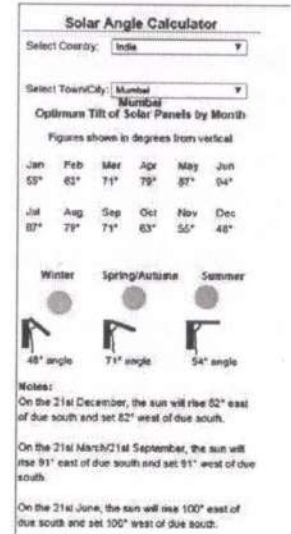 Solar Angle Calculator
Select Country: India
Select Town/City: Mumbai
Mumbai
Optimum Tilt of Solar Panels by Month
Figures shown in degrees from vertical
Jan Feb Mar Apr May Jun
55° 63° 71° 79° 87° 94°
Jul Aug Sep Oct Nov Dec
87° 79° 71° 63° 55° 48°
Winter Spring/Autumn Summer
48° angle 71° angle 54° angle
Notes:
On the 21st December, the sun will rise 82° east
of due south and set 82° west of due south.
On the 21st March/21st September, the sun will
rise 91° east of due south and set 91° west of due
south.
On the 21st June, the sun will rise 100° east of
due south and set 100° west of due south.